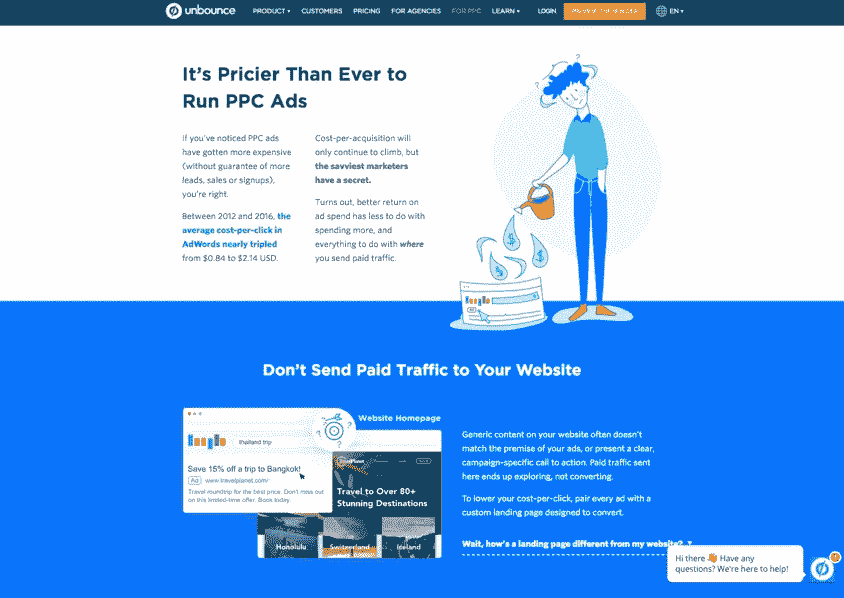 unbounce
PRODUCT
CUSTOMERS
PRICING
FOR AGENCIES
FOR PPC
LEARN
LOGIN
EN
It's Pricier Than Ever to
Run PPC Ads
If you've noticed PPC ads
have gotten more expensive
(without guarantee of more
leads, sales or signups),
you're right.
Between 2012 and 2016, the
average cost-per-click in
AdWords nearly tripled
from $0.84 to $2.14 USD.
Cost-per-acquisition will
only continue to climb, but
the savviest marketers
have a secret.
Turns out, better return on
ad spend has less to do with
spending more, and
everything to do with where
you send paid traffic.
Ad
Don't Send Paid Traffic to Your Website
thailand trip
Save 15% off a trip to Bangkok!
Ad www.travelplanet.com/
Travel roundtrip for the best price. Don't miss out
on this limited-time offer. Book today.
Website Homepage
Travel to Over 80+
Stunning Destinations
Honolulu
Switzerland
Iceland
Generic content on your website often doesn't
match the premise of your ads, or present a clear,
campaign-specific call to action. Paid traffic sent
here ends up exploring, not converting.
To lower your cost-per-click, pair every ad with a
custom landing page designed to convert.
Wait, how's a landing page different from my website?
Hi there 👋 Have any
questions? We're here to help!